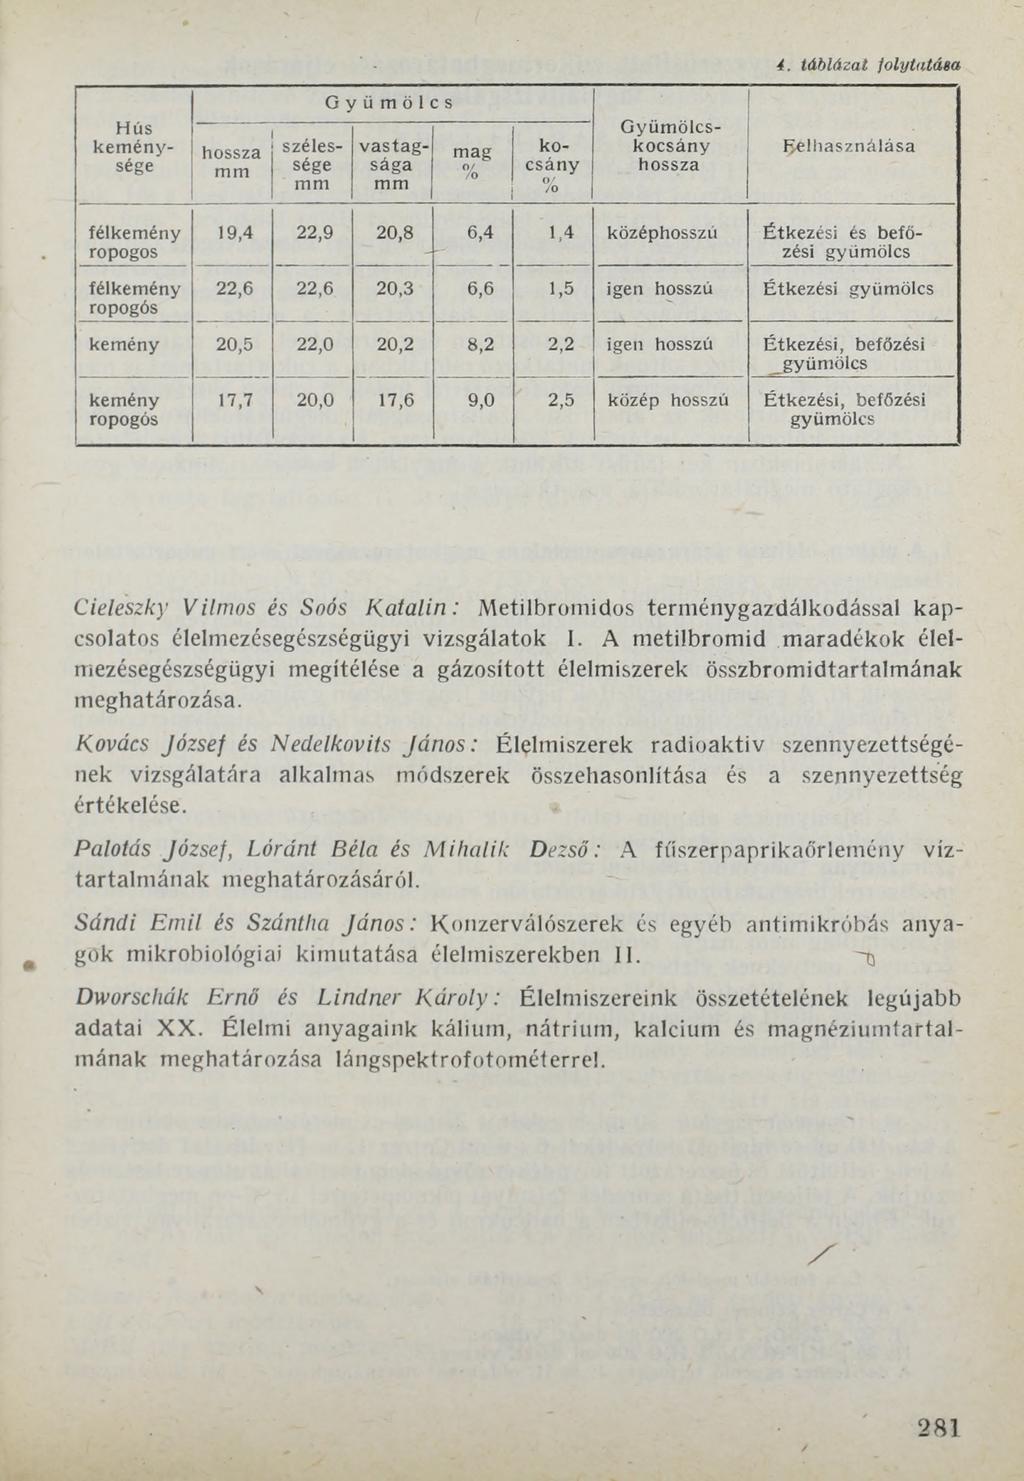 4. táblázat folytatása
Gyümölcs
Hús keménysége | hossza mm | széles-sége mm | vastag-sága mm | mag % | ko-csány % | Gyümölcs-kocsány hossza | Felhasználása
félkemény 19,4 22,9 20,8 6,4 1,4 középhosszú Étkezési és befő-
ropogos zési gyümölcs
félkemény 22,6 22,6 20,3 6,6 1,5 igen hosszú Étkezési gyümölcs
ropogós
kemény 20,5 22,0 20,2 8,2 2,2 igen hosszú Étkezési, befőzési
gyümölcs
kemény 17,7 20,0 17,6 9,0 2,5 közép hosszú Étkezési, befőzési
ropogós gyümölcs
Cieleszky Vilmos és Soós Katalin: Metilbromidos terménygazdálkodással kap-
csolatos élelmezésegészségügyi vizsgálatok I. A metilbromid maradékok élel-
mezésegészségügyi megítélése a gázosított élelmiszerek összbromidtartalmának
meghatározása.
Kovács József és Nedelkovits János: Élelmiszerek radioaktiv szennyezettségé-
nek vizsgálatára alkalmas módszerek összehasonlítása és a szennyezettség
értékelése.
Palotás József, Lóránt Béla és Mihalik Dezső: A fűszerpaprikaőrlemény víz-
tartalmának meghatározásáról.
Sándi Emil és Szántha János: Konzerválószerek és egyéb antimikróbás anya-
gok mikrobiológiai kimutatása élelmiszerekben II.
Dworschák Ernő és Lindner Károly: Élelmiszereink összetételének legújabb
adatai XX. Élelmi anyagaink kálium, nátrium, kalcium és magnéziumtartal-
mának meghatározása lángspektrofotométerrel.
281